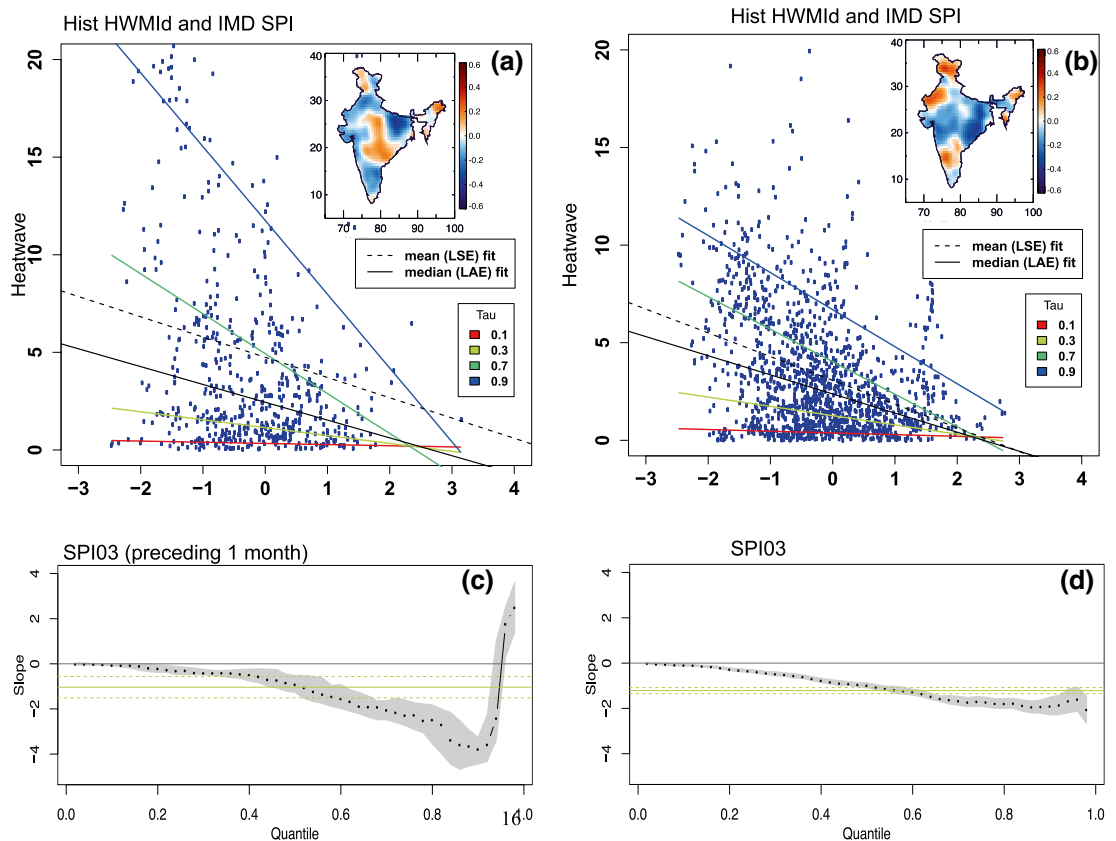 Hist HWMId and IMD SPI
(a)
20
15
10
5
0
Heatwave
40
30
20
10
70 80 90 100
0.6
0.4
0.2
0.0
-0.2
-0.4
-0.6
mean (LSE) fit
median (LAE) fit
Tau
0.1
0.3
0.7
0.9
−3 −2 −1 0 1 2 3 4
SPI03 (preceding 1 month)
Hist HWMId and IMD SPI
(b)
20
15
10
5
0
Heatwave
40
30
20
10
70 80 90 100
0.6
0.4
0.2
0.0
-0.2
-0.4
-0.6
mean (LSE) fit
median (LAE) fit
Tau
0.1
0.3
0.7
0.9
−3 −2 −1 0 1 2 3 4
SPI03
(c)
4
2
0
−2
−4
Slope
0.0 0.2 0.4 0.6 0.8 1.0
16
Quantile
(d)
4
2
0
−2
−4
Slope
0.0 0.2 0.4 0.6 0.8 1.0
Quantile